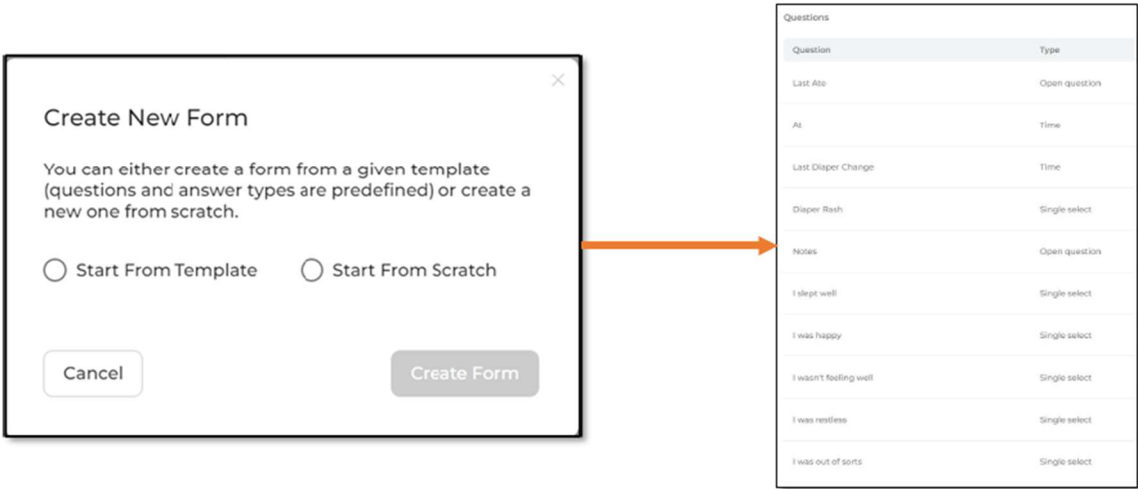 Create New Form
You can either create a form from a given template
(questions and answer types are predefined) or create a
new one from scratch.
Start From Template Start From Scratch
Cancel Create Form
Questions
Question Type
Last Ate Open question
At Time
Last Diaper Change Time
Diaper Rash Single select
Notes Open question
I slept well Single select
I was happy Single select
I wasn't feeling well Single select
I was restless Single select
I was out of sorts Single select